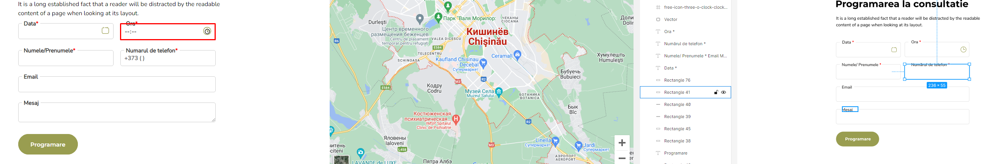 It is a long established fact that a reader will be distracted by the readable
content of a page when looking at its layout.
Data*
Ora*
--:--
Numele/Prenumele*
Numarul de telefon*
+373 ( )
Email
Mesaj
Programare
Durlești
Парк "Валя Морилор:
ЧЕКАНЫ
CIOCANA
Центр временного
размещения беженцев
Centru de plasament
temporar pentru refugiați
Кишинёв
Chișinău
R6
VALEA DICESCU
E584
TELECENTRU
SCHINOASA
Kaufland Chisinau
- Decebal
Супермаркет
Ceramall
Хумулешть
Humulești
Бубуечь
Bubuieci
M3
R2
E584
Кодру
Codru
Музей Села
Muzeul Satului
БОТАНИКА
BOTANICA
Бык
Bîc
Костюженская
психиатрическая...
IMSP Spitalul
Clinic de Psihiatrie
R2
Яловены
Ialoveni
L458
M3
Linella
Супермаркет
Jardi
Супермаркет
LAVANDE de LUXE
Пятра Албэ
АЭРОПОРТ
AEROPORT
free-icon-three-o-clock-clock...
Vector
Ora *
Numărul de telefon *
Numele/ Prenumele * Email M...
Data *
Rectangle 76
Rectangle 41
Rectangle 40
Rectangle 39
Rectangle 45
Rectangle 38
Programare
Programarea la consultatie
It is a long established fact that a reader will be distracted by the readable
content of a page when looking at its layout.
Data *
Ora *
Numele/ Prenumele *
Numărul de telefon *
236 × 55
Email
Mesaj
Programare